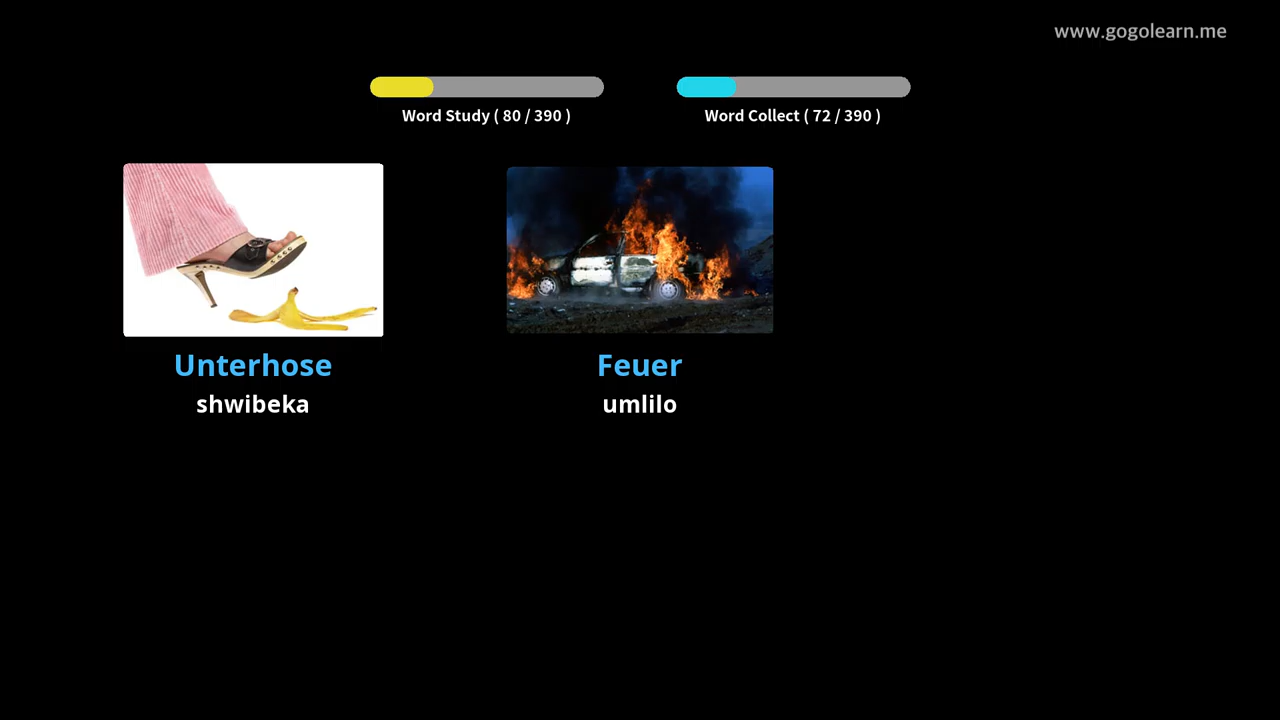 www.gogolearn.me
Word Study ( 80 / 390 )
Word Collect ( 72 / 390 )
Unterhose
shwibeka
Feuer
umlilo